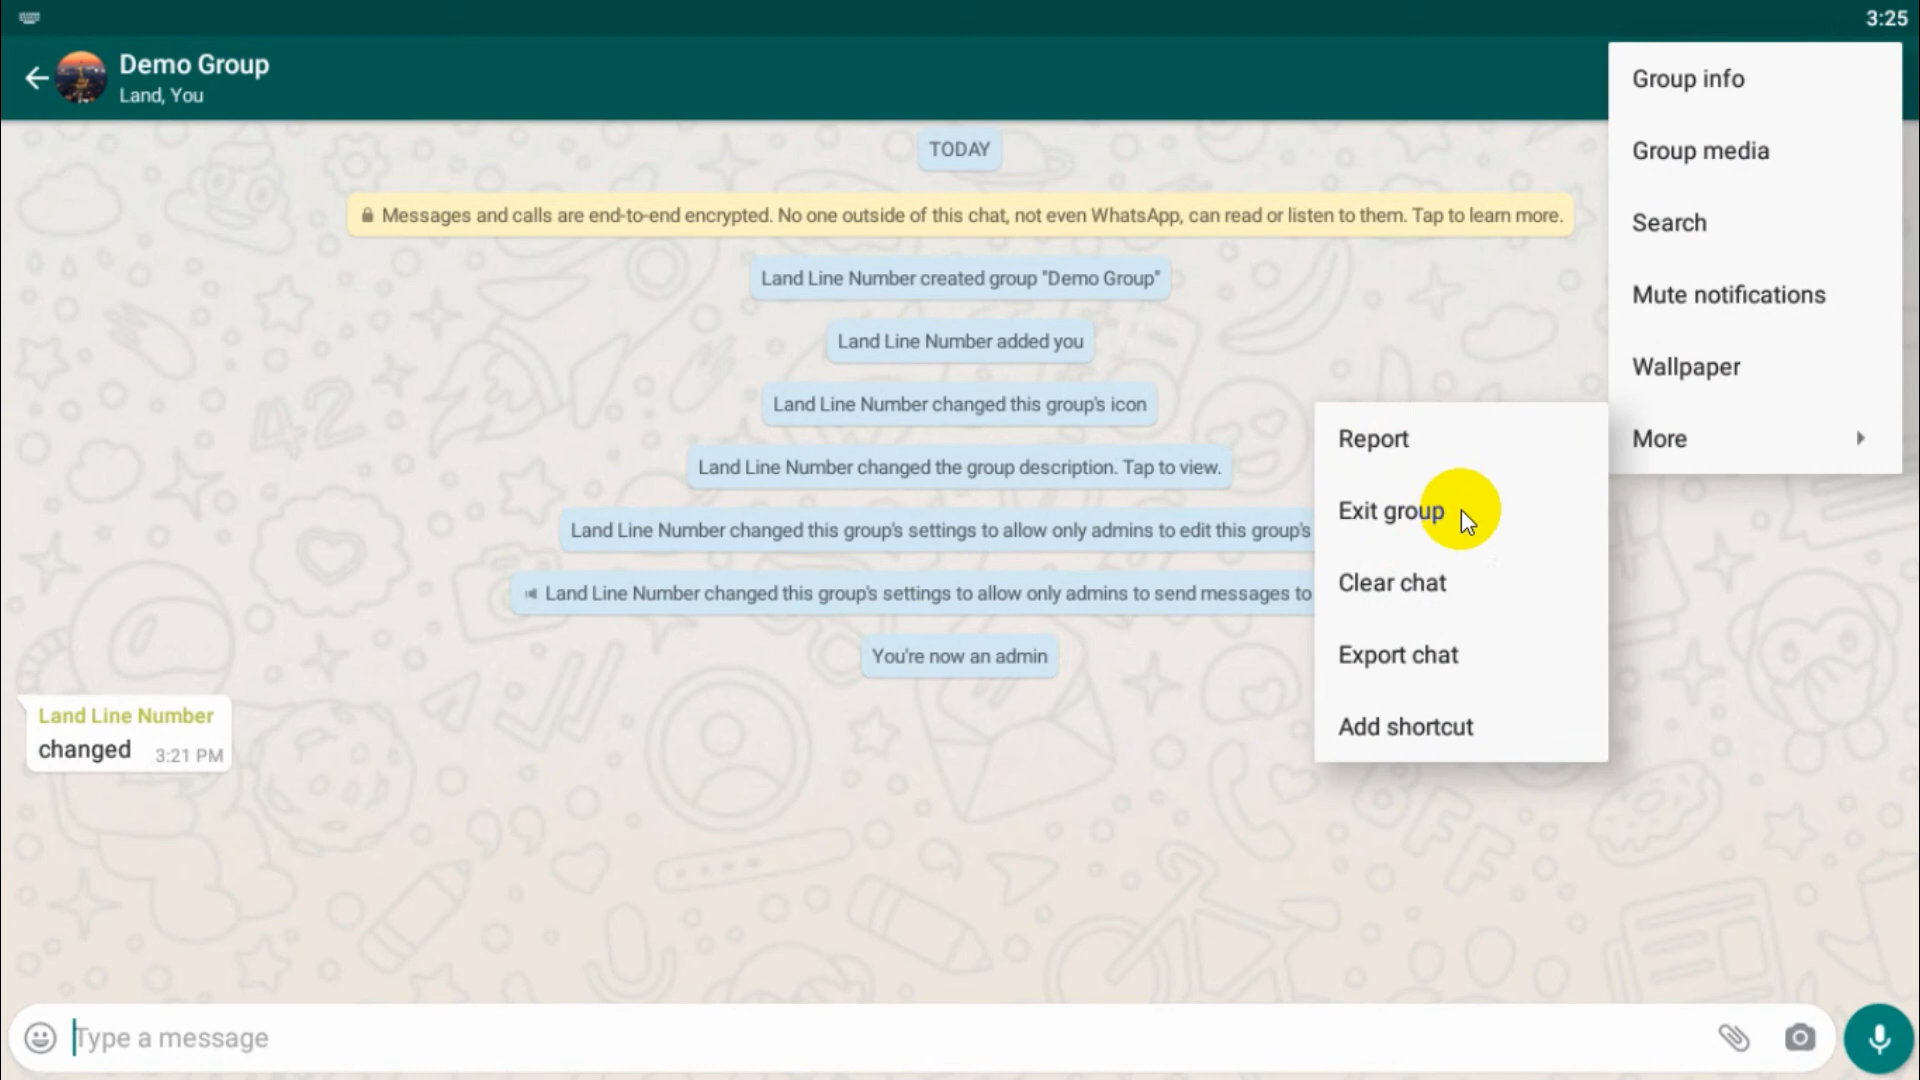 3:25
Demo Group
Land, You
TODAY
Messages and calls are end-to-end encrypted. No one outside of this chat, not even WhatsApp, can read or listen to them. Tap to learn more.
Land Line Number created group "Demo Group"
Land Line Number added you
Land Line Number changed this group's icon
Land Line Number changed the group description. Tap to view.
Land Line Number changed this group's settings to allow only admins to edit this group's
Land Line Number changed this group's settings to allow only admins to send messages to
You're now an admin
Land Line Number
changed 3:21 PM
Group info
Group media
Search
Mute notifications
Wallpaper
More
Report
Exit group
Clear chat
Export chat
Add shortcut
Type a message